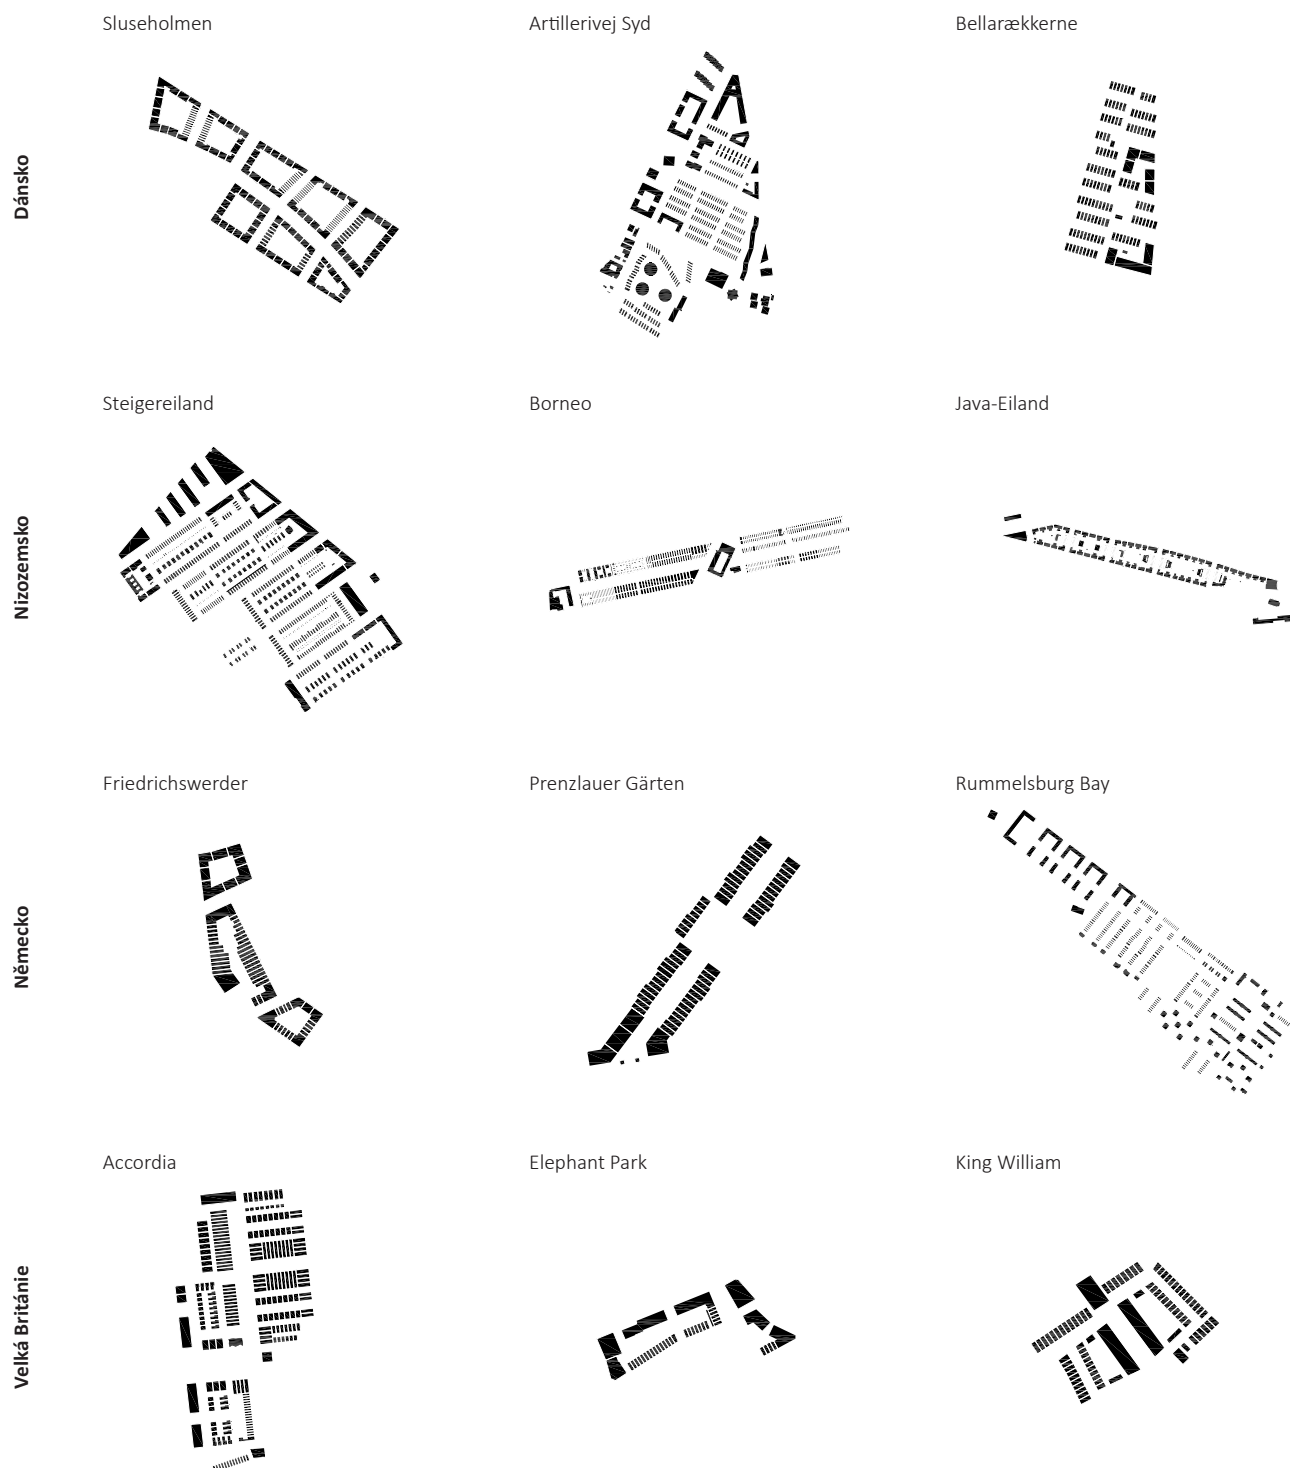 Dánsko
Sluseholmen
Artillerivej Syd
Bellarækkerne
Nizozemsko
Steigereiland
Borneo
Java-Eiland
Německo
Friedrichswerder
Prenzlauer Gärten
Rummelsburg Bay
Velká Británie
Accordia
Elephant Park
King William